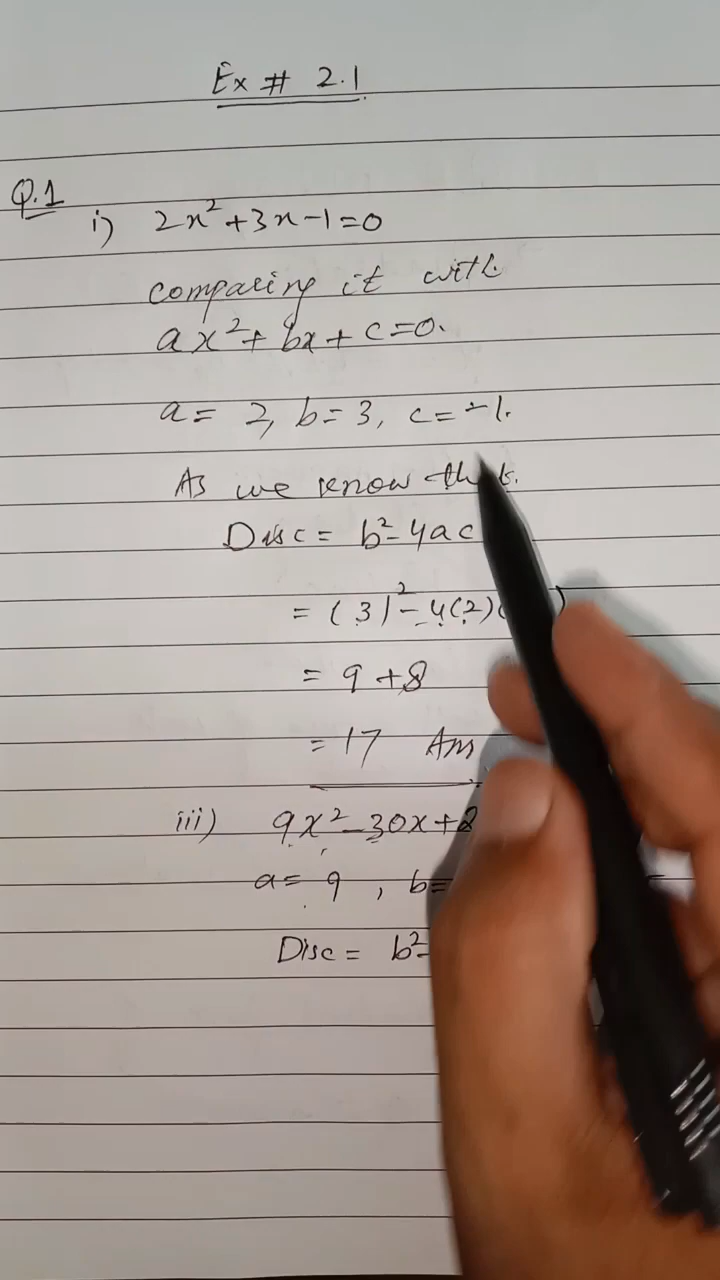 Ex # 2.1
Q.1
i) 2x²+3x-1=0
comparing it with
ax²+bx+c=0.
a= 2, b=3, c=-1.
As we know that.
Disc= b²-4ac
= (3)²-4(2)(
= 9+8
=17 Ans
iii) 9x²-30x+
a= 9 , b=
Disc= b²-